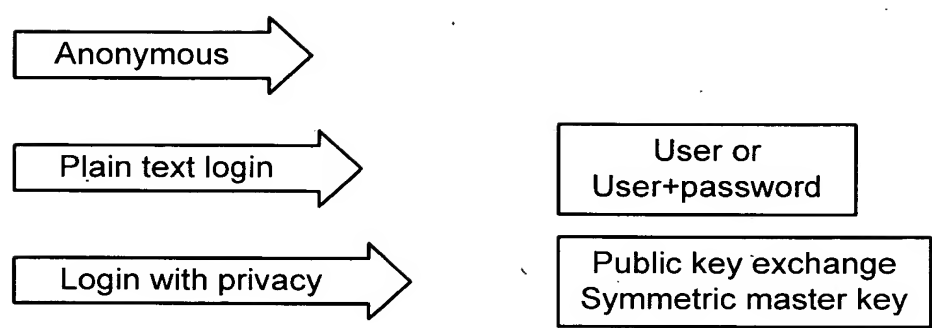 Anonymous
Plain text login
User or
User+password
Login with privacy
Public key exchange
Symmetric master key